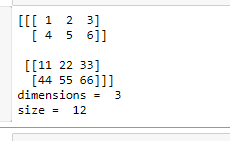 [[[ 1 2 3]
[ 4 5 6]]
[[11 22 33]
[44 55 66]]]
dimensions = 3
size = 12